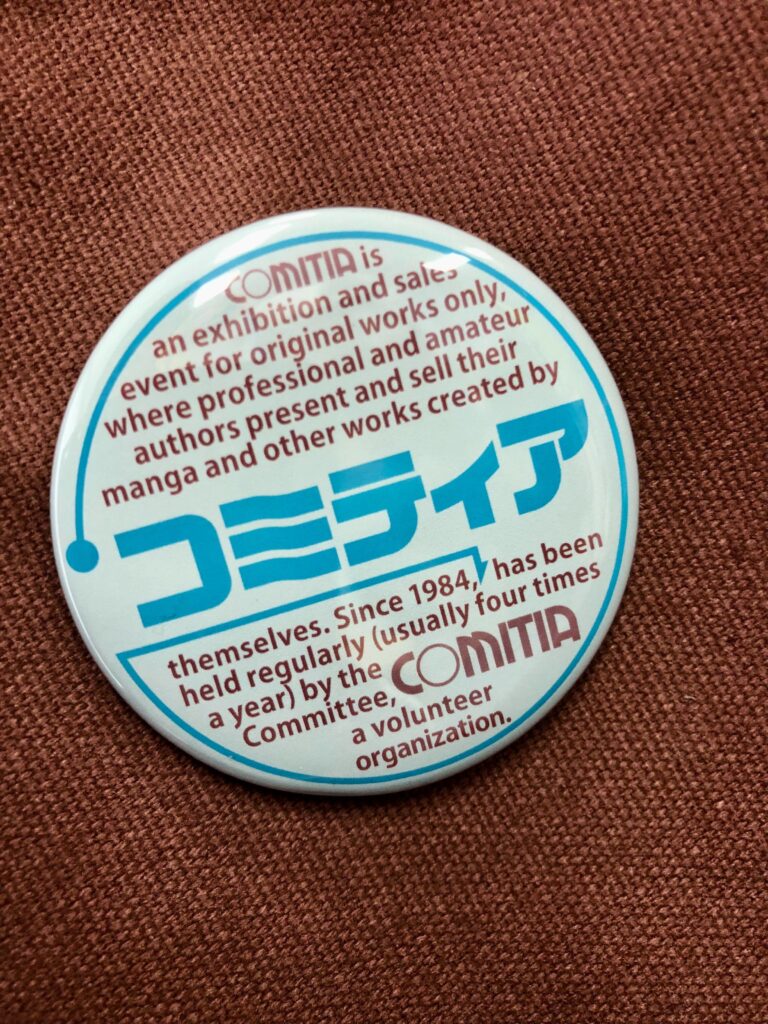 COMITIA is
an exhibition and sales
event for original works only,
where professional and amateur
authors present and sell their
manga and other works created by
コミティア
themselves. Since 1984, has been
held regularly (usually four times
a year) by the COMITIA
Committee,
a volunteer
organization.